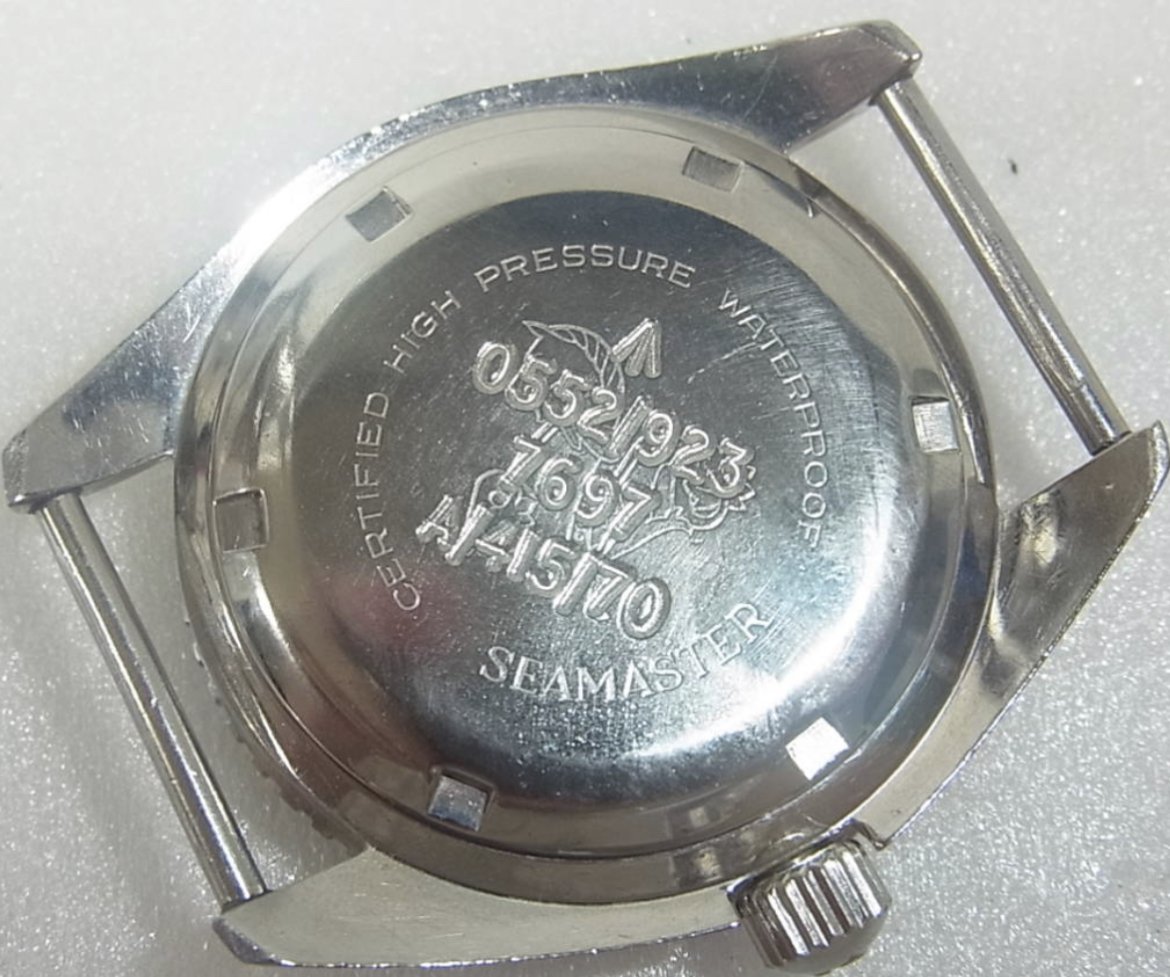 CERTIFIED HIGH PRESSURE WATERPROOF
0552/923
7697
A/415/70
SEAMASTER